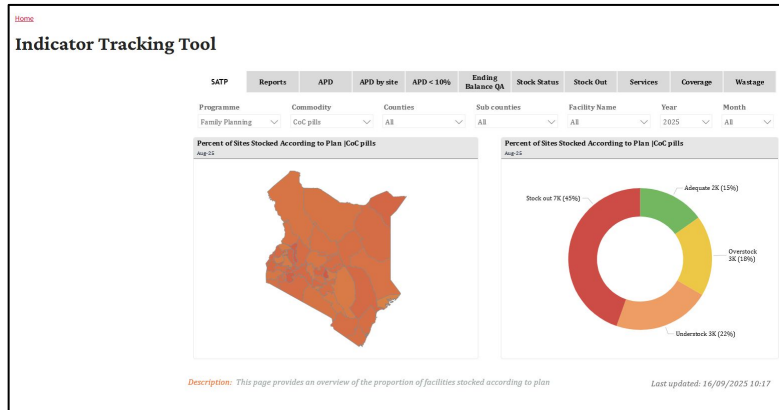 Home
Indicator Tracking Tool
SATP Reports APD APD by site APD < 10% Ending Balance QA Stock Status Stock Out Services Coverage Wastage
Programme Commodity Counties Sub counties Facility Name Year Month
Family Planning CoC pills All All All 2025 All
Percent of Sites Stocked According to Plan |CoC pills
Aug-25
Percent of Sites Stocked According to Plan |CoC pills
Aug-25
Adequate 2K (15%)
Stock out 7K (45%)
Overstock
3K (18%)
Understock 3K (22%)
Description: This page provides an overview of the proportion of facilities stocked according to plan
Last updated: 16/09/2025 10:17